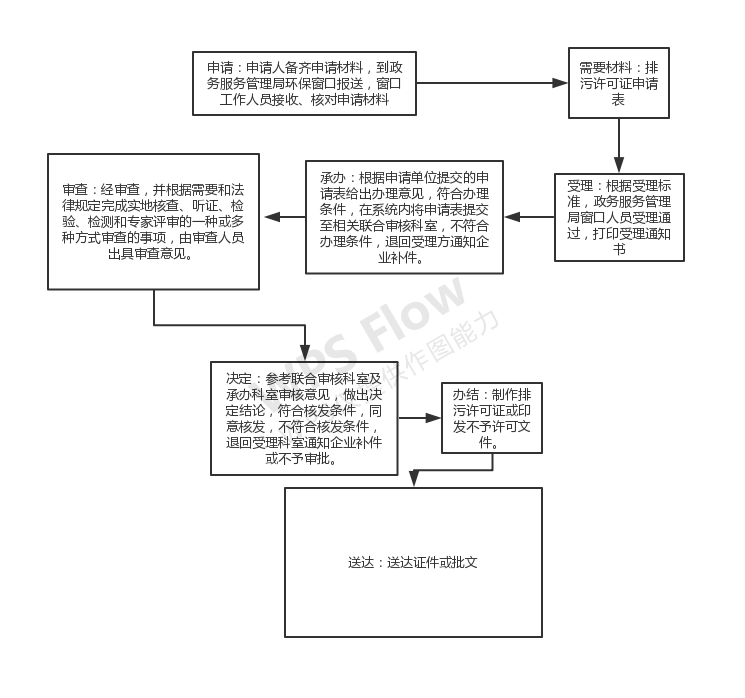 申请：申请人备齐申请材料，到政
务服务管理局环保窗口报送，窗口
工作人员接收、核对申请材料
需要材料：排
污许可证申请
表
受理：根据受理标
准，政务服务管理
局窗口人员受理通
过，打印受理通知
书
承办：根据申请单位提交的申
请表给出办理意见，符合办理
条件，在系统内将申请表提交
至相关联合审核科室，不符合
办理条件，退回受理方通知企
业补件。
审查：经审查，并根据需要和法
律规定完成实地核查、听证、检
验、检测和专家评审的一种或多
种方式审查的事项，由审查人员
出具审查意见。
决定：参考联合审核科室及
承办科室审核意见，做出决
定结论，符合核发条件，同
意核发，不符合核发条件，
退回受理科室通知企业补件
或不予审批。
办结：制作排
污许可证或印
发不予许可文
件。
送达：送达证件或批文
WPS Flow
供作图能力